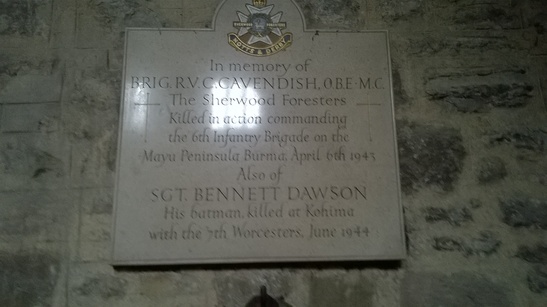 NOTTS & DERBY
In memory of
BRIG. R.V.C. CAVENDISH, O.B.E. M.C.
The Sherwood Foresters
Killed in action commanding
the 6th Infantry Brigade on the
Mayu Peninsula Burma, April 6th 1943
Also of
SGT. BENNETT DAWSON
His batman, killed at Kohima
with the 7th Worcesters, June 1944